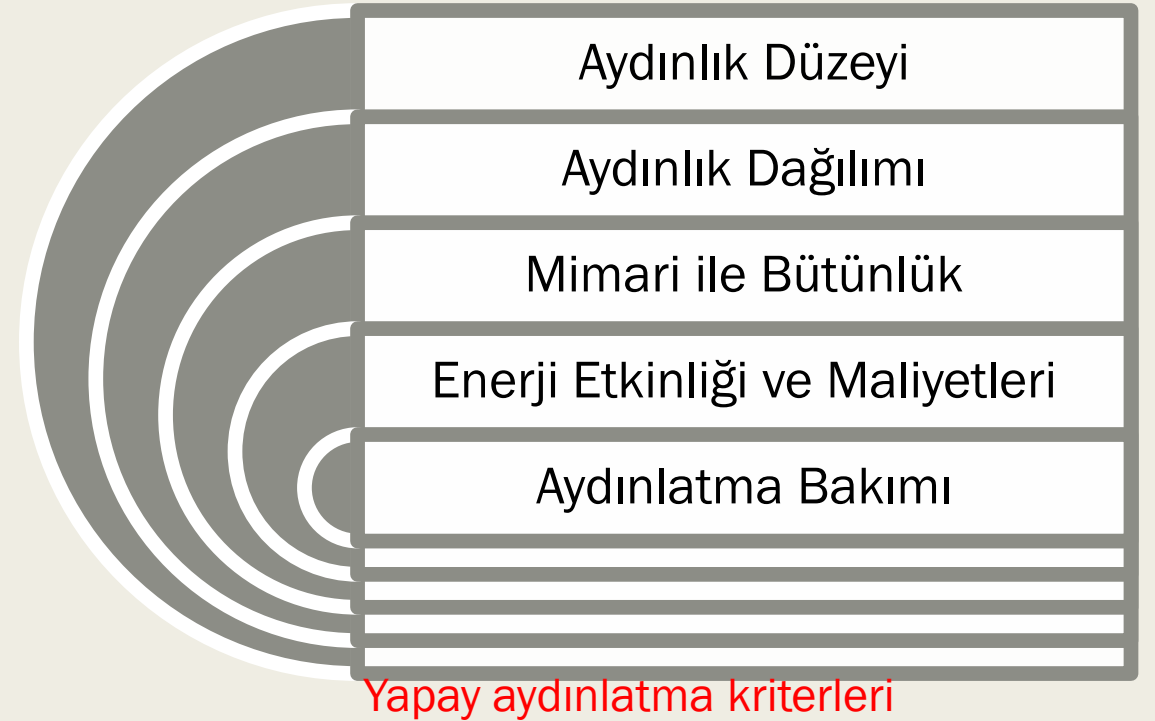 Aydınlık Düzeyi
Aydınlık Dağılımı
Mimari ile Bütünlük
Enerji Etkinliği ve Maliyetleri
Aydınlatma Bakımı
Yapay aydınlatma kriterleri